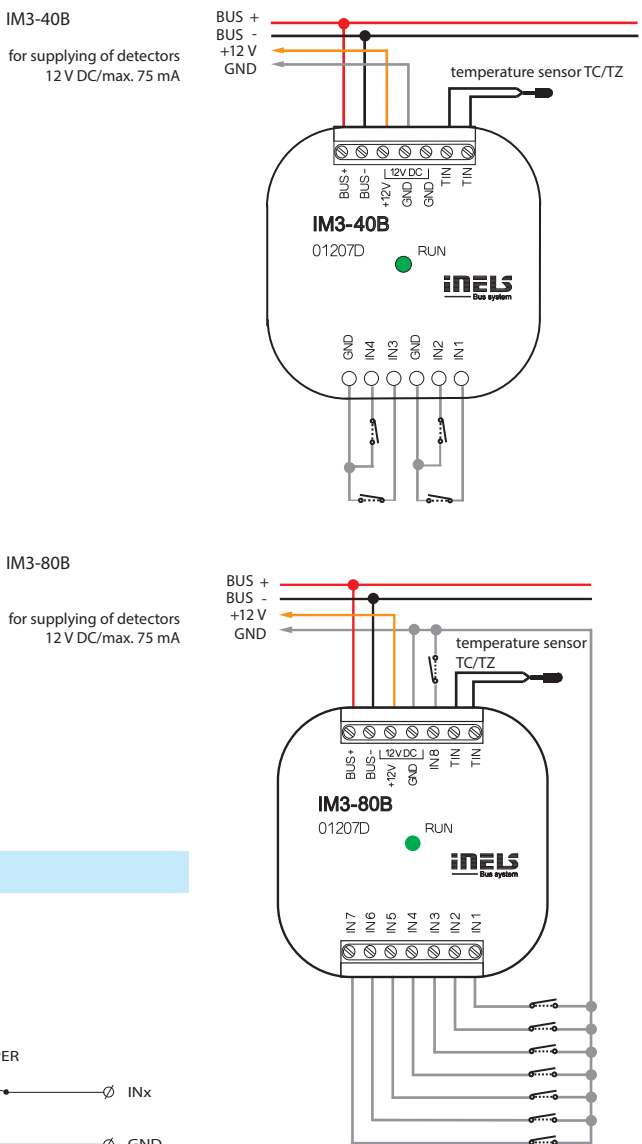 IM3-40B
for supplying of detectors
12 V DC/max. 75 mA
BUS +
BUS -
+12 V
GND
temperature sensor TC/TZ
BUS+
BUS-
+12V
12V DC
GND
GND
TIN
TIN
IM3-40B
01207D
RUN
iNELS
Bus system
GND
IN4
IN3
GND
IN2
IN1
IM3-80B
for supplying of detectors
12 V DC/max. 75 mA
BUS +
BUS -
+12 V
GND
temperature sensor
TC/TZ
BUS+
BUS-
+12V
12V DC
GND
IN8
TIN
TIN
IM3-80B
01207D
RUN
iNELS
Bus system
IN7
IN6
IN5
IN4
IN3
IN2
IN1
INx
GND